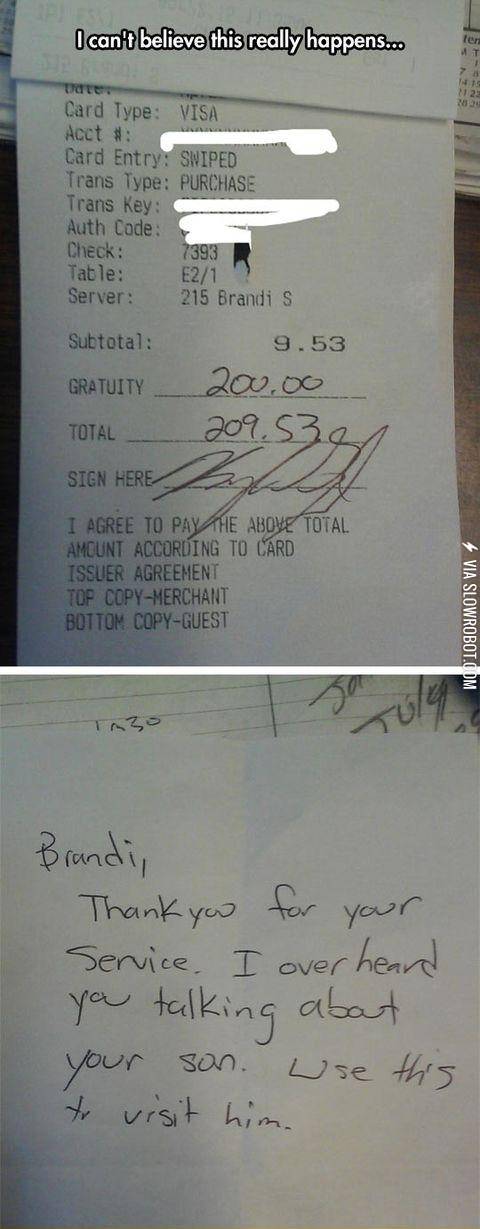 I can't believe this really happens...
Date:
Card Type: VISA
Acct #:
Card Entry: SWIPED
Trans Type: PURCHASE
Trans Key:
Auth Code:
Check: 7393
Table: E2/1
Server: 215 Brandi S
Subtotal: 9.53
GRATUITY 200.00
TOTAL 209.53
SIGN HERE
I AGREE TO PAY THE ABOVE TOTAL
AMOUNT ACCORDING TO CARD
ISSUER AGREEMENT
TOP COPY-MERCHANT
BOTTOM COPY-GUEST
VIA SLOWROBOT.COM
Brandi,
Thank you for your
Service. I overheard
you talking about
your son. Use this
to visit him.